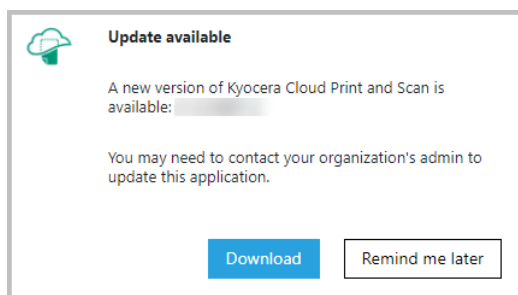 Update available
A new version of Kyocera Cloud Print and Scan is
available:
You may need to contact your organization's admin to
update this application.
Download
Remind me later